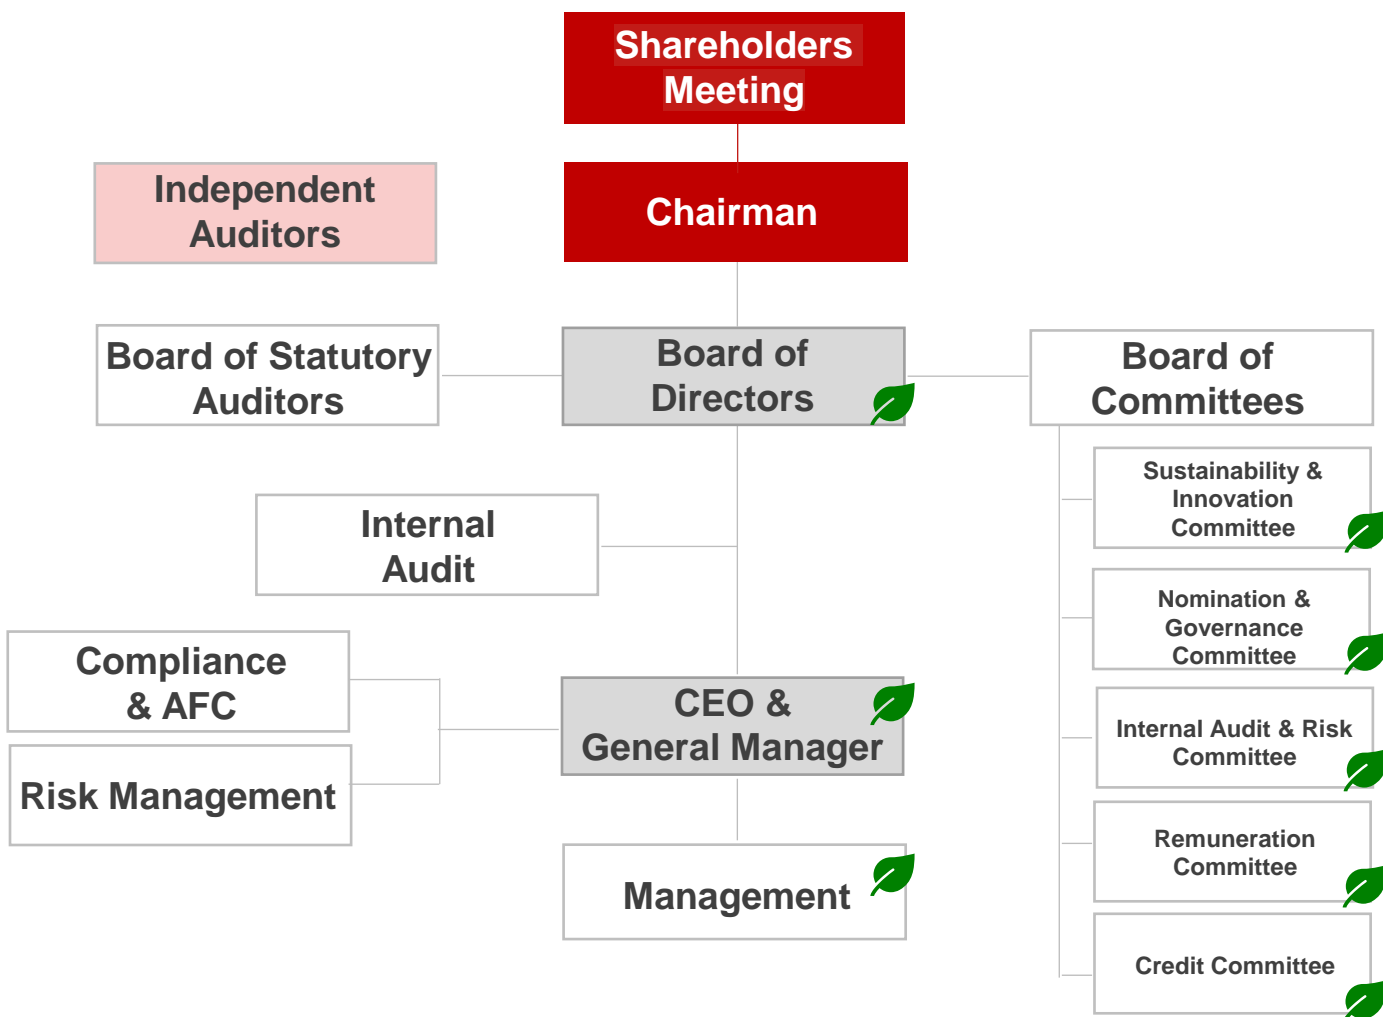 Shareholders
Meeting
Independent
Auditors
Chairman
Board of Statutory
Auditors
Board of
Directors
Board of
Committees
Sustainability &
Innovation
Committee
Internal
Audit
Nomination &
Governance
Committee
Compliance
& AFC
CEO &
General Manager
Internal Audit & Risk
Committee
Risk Management
Remuneration
Committee
Management
Credit Committee